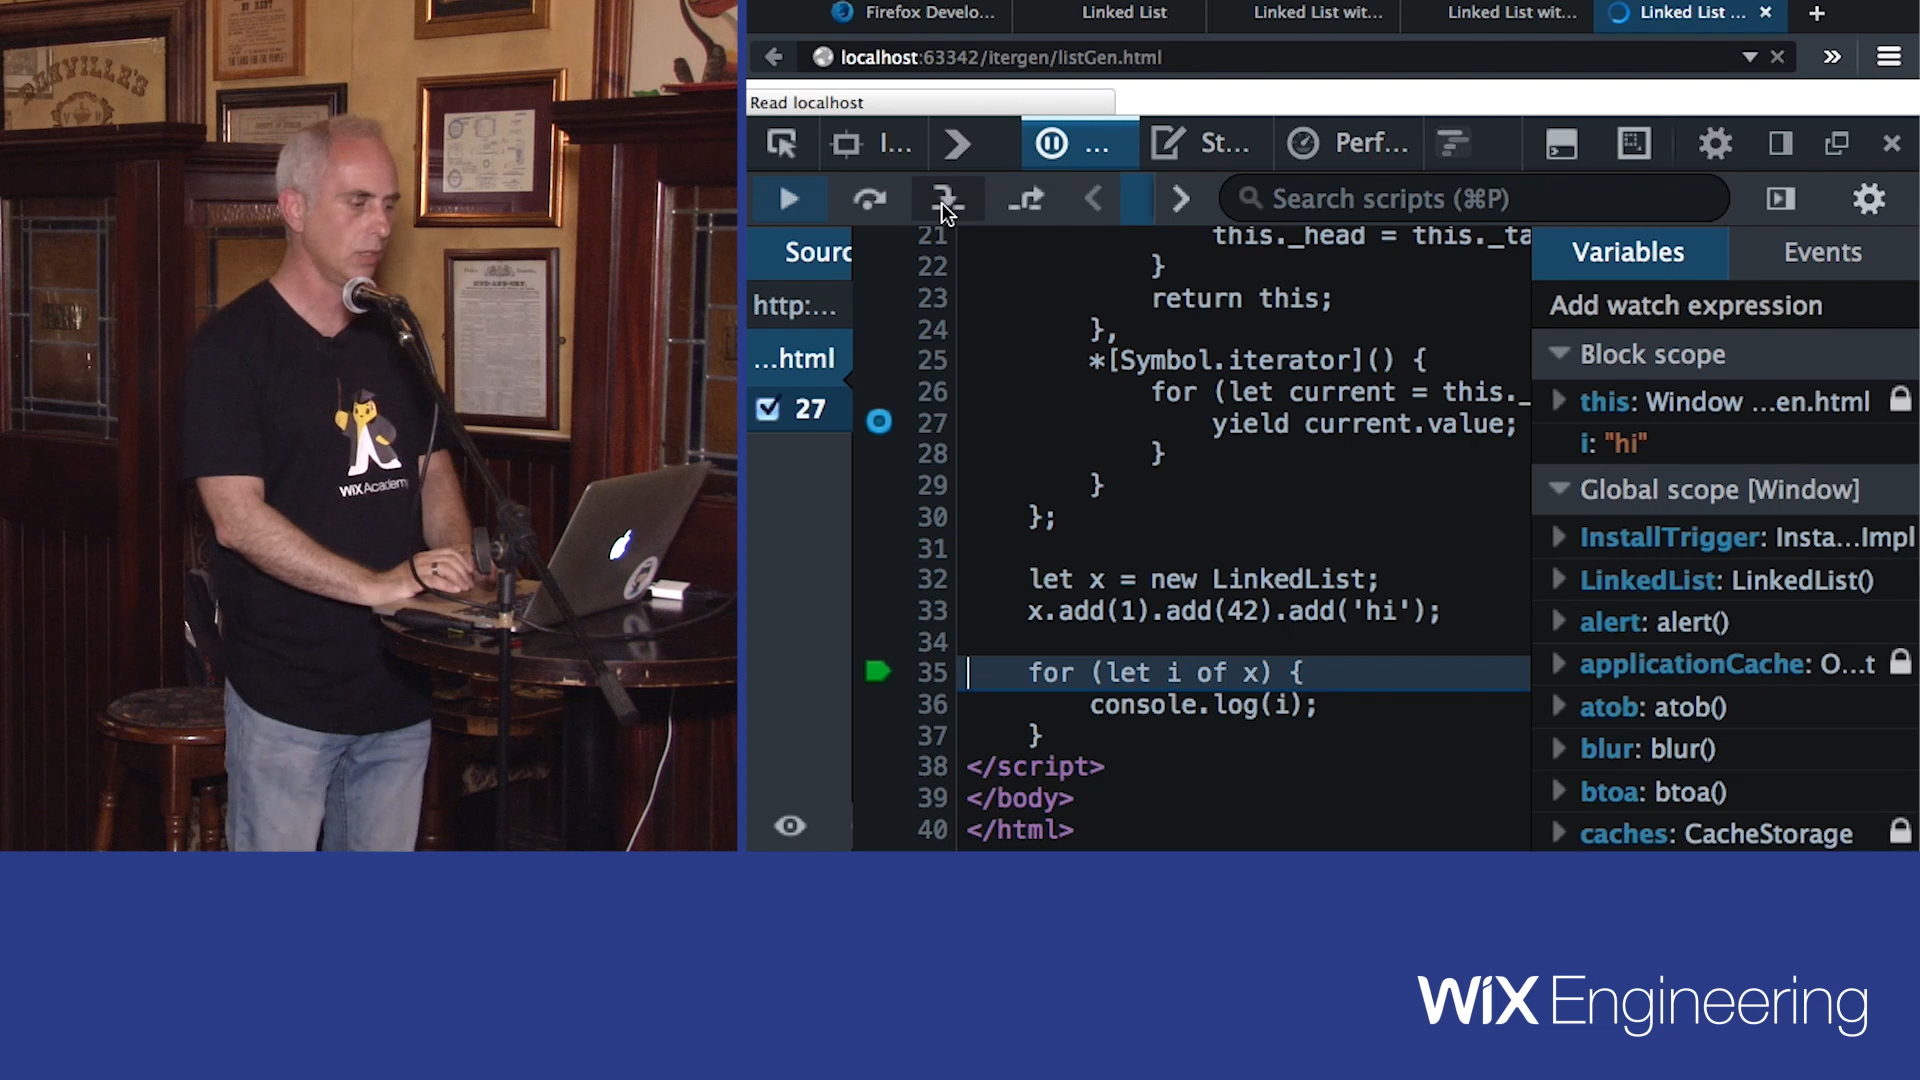 Firefox Develo...
Linked List
Linked List wit...
Linked List wit...
Linked List ...
localhost:63342/itergen/listGen.html
Read localhost
I...
...
St...
Perf...
Search scripts (⌘P)
Sourc
http:...
...html
27
21 this._head = this._ta
22 }
23 return this;
24 },
25 *[Symbol.iterator]() {
26 for (let current = this._
27 yield current.value;
28 }
29 }
30 };
31
32 let x = new LinkedList;
33 x.add(1).add(42).add('hi');
34
35 for (let i of x) {
36 console.log(i);
37 }
38 </script>
39 </body>
40 </html>
Variables
Events
Add watch expression
Block scope
this: Window ...en.html
i: "hi"
Global scope [Window]
InstallTrigger: Insta...Impl
LinkedList: LinkedList()
alert: alert()
applicationCache: O...t
atob: atob()
blur: blur()
btoa: btoa()
caches: CacheStorage
WIX Academy
WIX Engineering